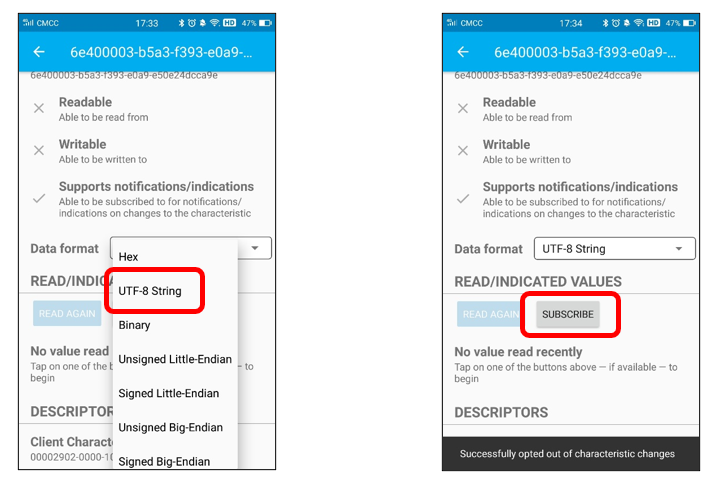 CMCC 17:33 HD 47%
6e400003-b5a3-f393-e0a9-...
6e400003-b5a3-f393-e0a9-e50e24dcca9e
Readable
Able to be read from
Writable
Able to be written to
Supports notifications/indications
Able to be subscribed to for notifications/
indications on changes to the characteristic
Data format
Hex
UTF-8 String
Binary
Unsigned Little-Endian
Signed Little-Endian
Unsigned Big-Endian
Signed Big-Endian
READ/INDICA
READ AGAIN
No value read
Tap on one of the b – to
begin
DESCRIPTOR
Client Charact
00002902-0000-10
CMCC 17:34 HD 47%
6e400003-b5a3-f393-e0a9-...
6e400003-b5a3-f393-e0a9-e50e24dcca9e
Readable
Able to be read from
Writable
Able to be written to
Supports notifications/indications
Able to be subscribed to for notifications/
indications on changes to the characteristic
Data format UTF-8 String
READ/INDICATED VALUES
READ AGAIN SUBSCRIBE
No value read recently
Tap on one of the buttons above — if available — to
begin
DESCRIPTORS
Successfully opted out of characteristic changes